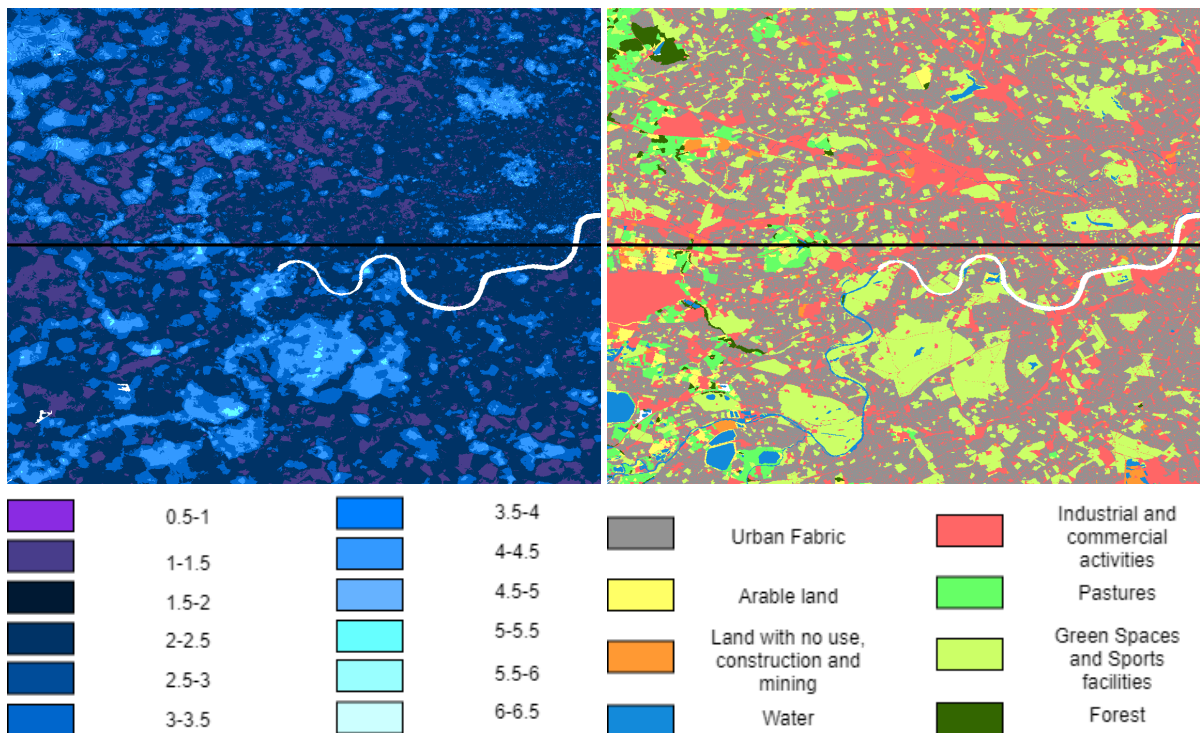 0.5-1
1-1.5
1.5-2
2-2.5
2.5-3
3-3.5
3.5-4
4-4.5
4.5-5
5-5.5
5.5-6
6-6.5
Urban Fabric
Arable land
Land with no use,
construction and
mining
Water
Industrial and
commercial
activities
Pastures
Green Spaces
and Sports
facilities
Forest